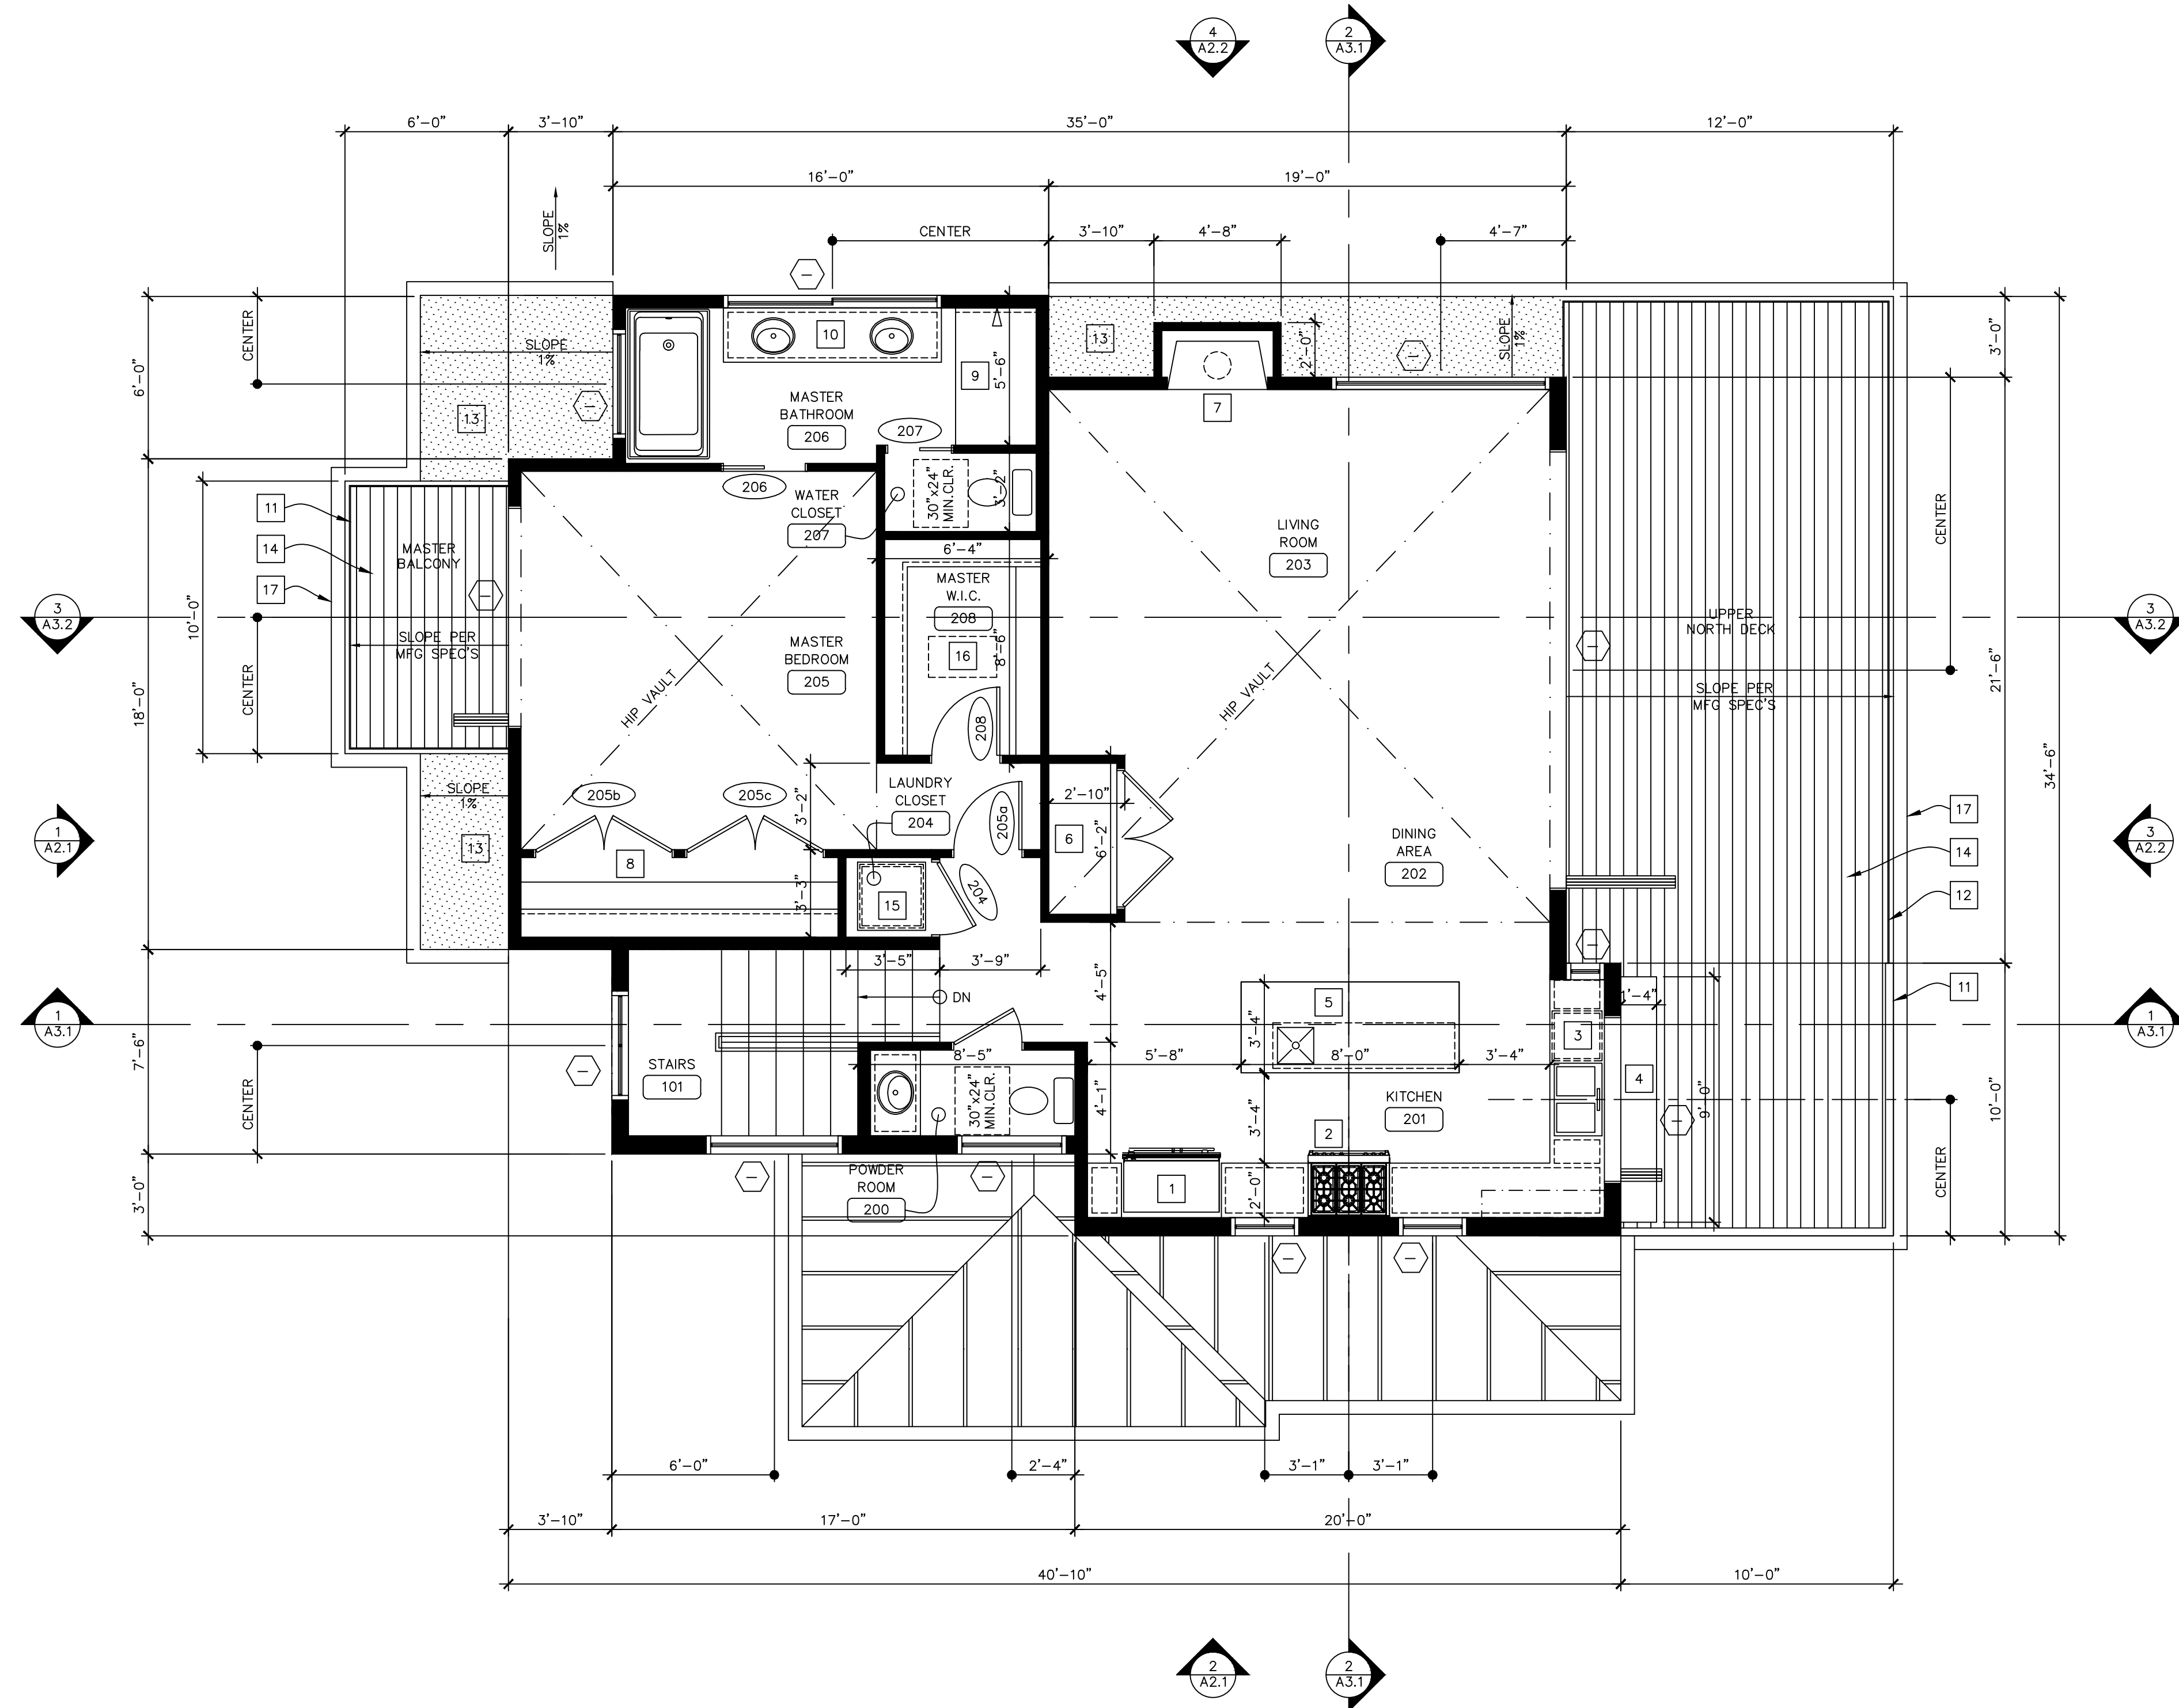 4
A2.2
2
A3.1
6'-0"
3'-10"
35'-0"
12'-0"
16'-0"
19'-0"
SLOPE
1%
CENTER
3'-10"
4'-8"
4'-7"
CENTER
6'-0"
SLOPE
1%
13
10
9
5'-6"
13
2'-0"
SLOPE
1%
3'-0"
MASTER
BATHROOM
206
207
7
206
WATER
CLOSET
207
30"x24"
MIN.CLR.
3'-2"
11
14
17
MASTER
BALCONY
LIVING
ROOM
203
CENTER
6'-4"
MASTER
W.I.C.
208
16
8'-6"
3
A3.2
10'-0"
SLOPE PER
MFG SPEC'S
CENTER
18'-0"
MASTER
BEDROOM
205
HIP VAULT
HIP VAULT
UPPER
NORTH DECK
SLOPE PER
MFG SPEC'S
21'-6"
34'-6"
3
A3.2
208
SLOPE
1%
13
205b
205c
3'-2"
LAUNDRY
CLOSET
204
205a
2'-10"
6
6'-2"
DINING
AREA
202
17
14
12
11
1
A2.1
3
A2.2
8
3'-3"
15
204
3'-5"
3'-9"
DN
4'-5"
5
3'-4"
1'-4"
3
1
A3.1
1
A3.1
7'-6"
CENTER
STAIRS
101
8'-5"
30"x24"
MIN.CLR.
5'-8"
8'-0"
3'-4"
4'-1"
3'-4"
KITCHEN
201
4
9'-0"
10'-0"
CENTER
2
1
2'-0"
3'-0"
POWDER
ROOM
200
6'-0"
2'-4"
3'-1"
3'-1"
3'-10"
17'-0"
20'-0"
40'-10"
10'-0"
2
A2.1
2
A3.1